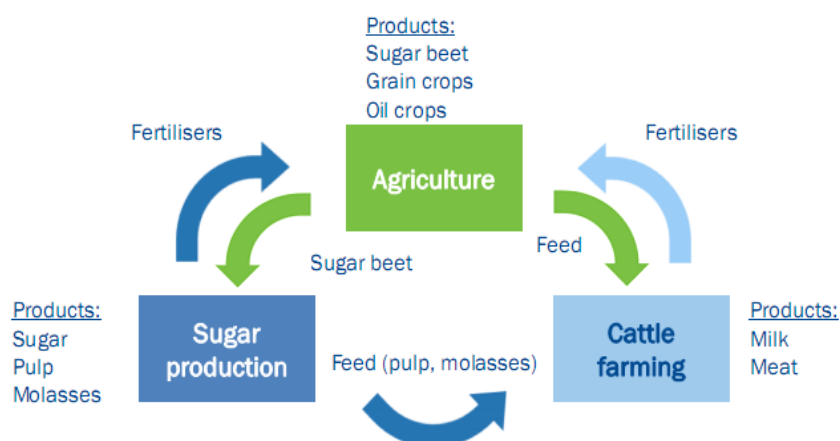 Products:
Sugar beet
Grain crops
Oil crops
Fertilisers
Fertilisers
Agriculture
Sugar beet
Feed
Products:
Sugar
Pulp
Molasses
Sugar
production
Feed (pulp, molasses)
Cattle
farming
Products:
Milk
Meat